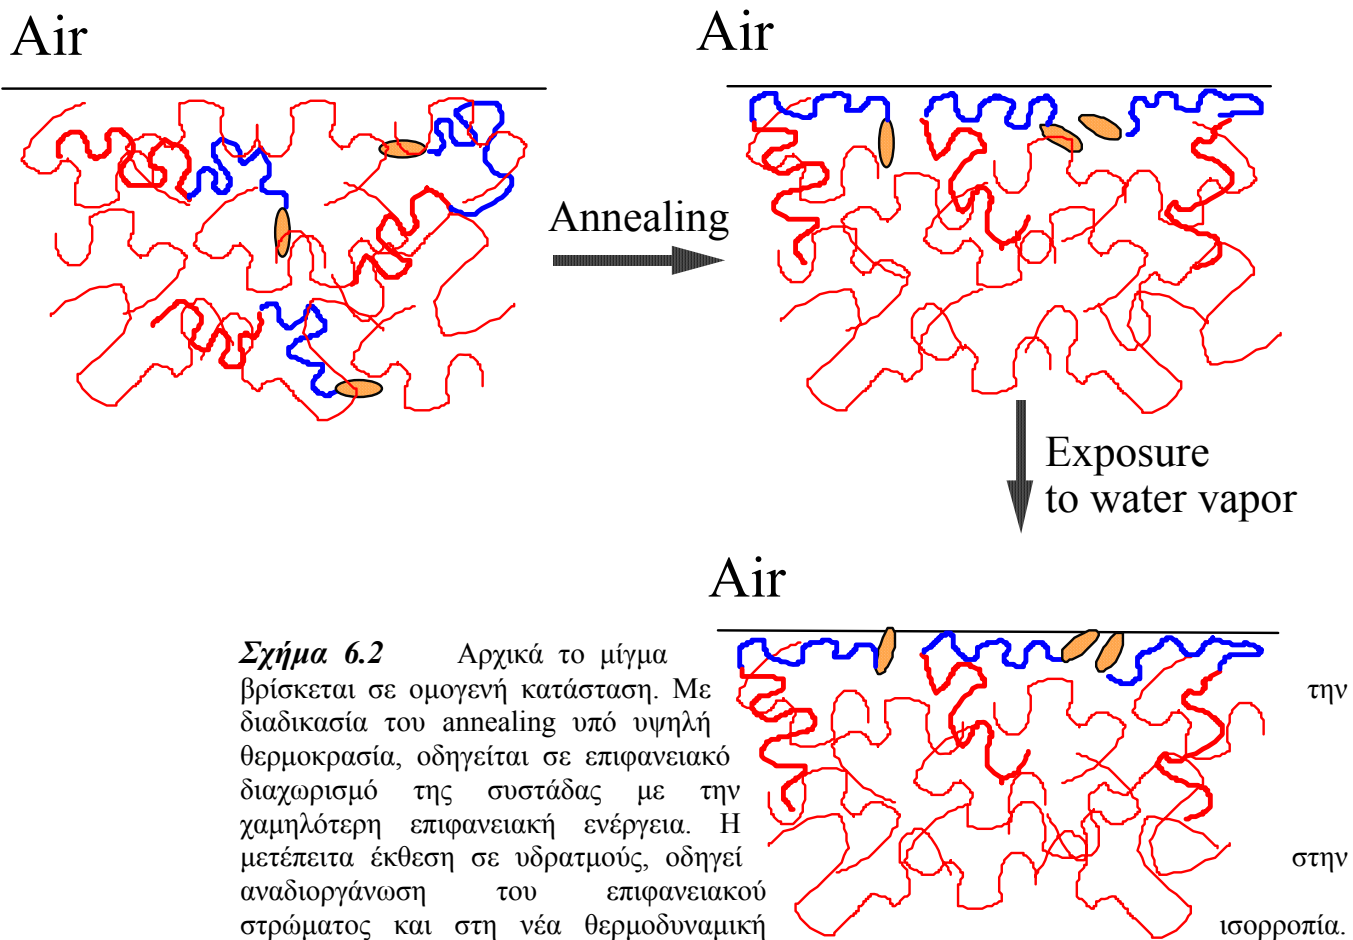 Air
Air
Annealing
Exposure
to water vapor
Air
Σχήμα 6.2 Αρχικά το μίγμα
βρίσκεται σε ομογενή κατάσταση. Με την
διαδικασία του annealing υπό υψηλή
θερμοκρασία, οδηγείται σε επιφανειακό
διαχωρισμό της συστάδας με την
χαμηλότερη επιφανειακή ενέργεια. Η
μετέπειτα έκθεση σε υδρατμούς, οδηγεί στην
αναδιοργάνωση του επιφανειακού
στρώματος και στη νέα θερμοδυναμική ισορροπία.